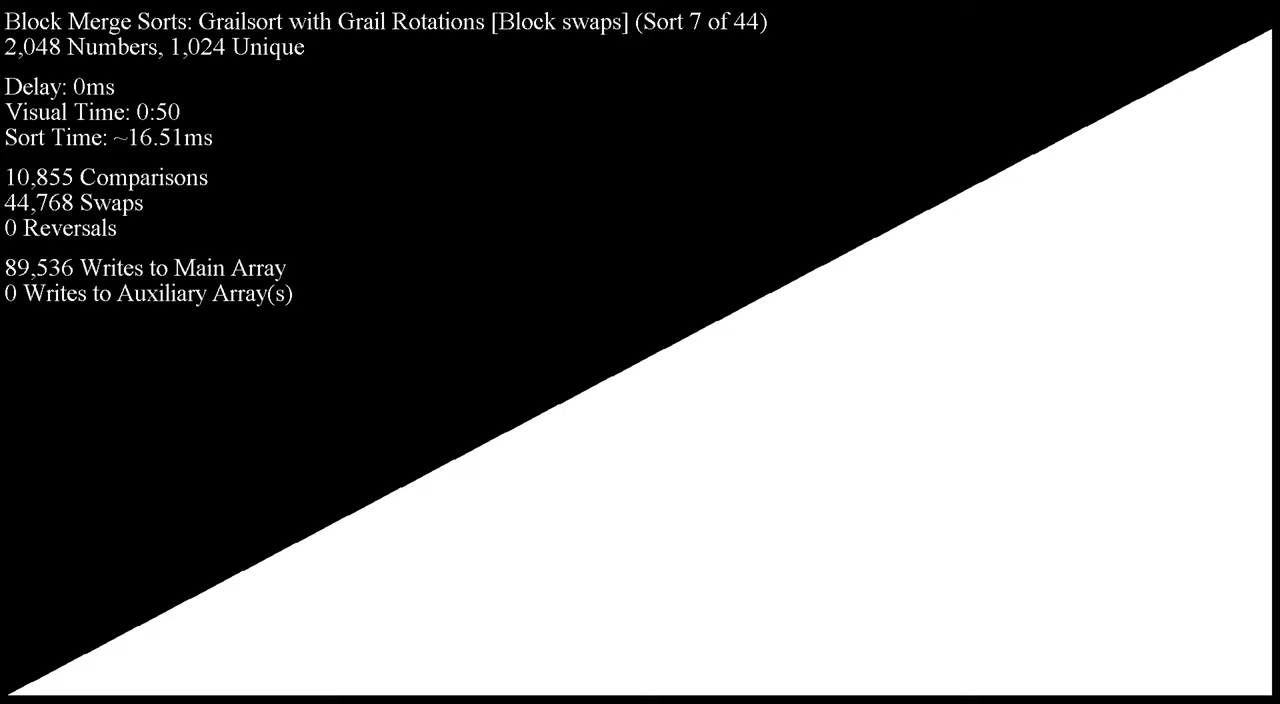 Block Merge Sorts: Grailsort with Grail Rotations [Block swaps] (Sort 7 of 44)
2,048 Numbers, 1,024 Unique
Delay: 0ms
Visual Time: 0:50
Sort Time: ~16.51ms
10,855 Comparisons
44,768 Swaps
0 Reversals
89,536 Writes to Main Array
0 Writes to Auxiliary Array(s)